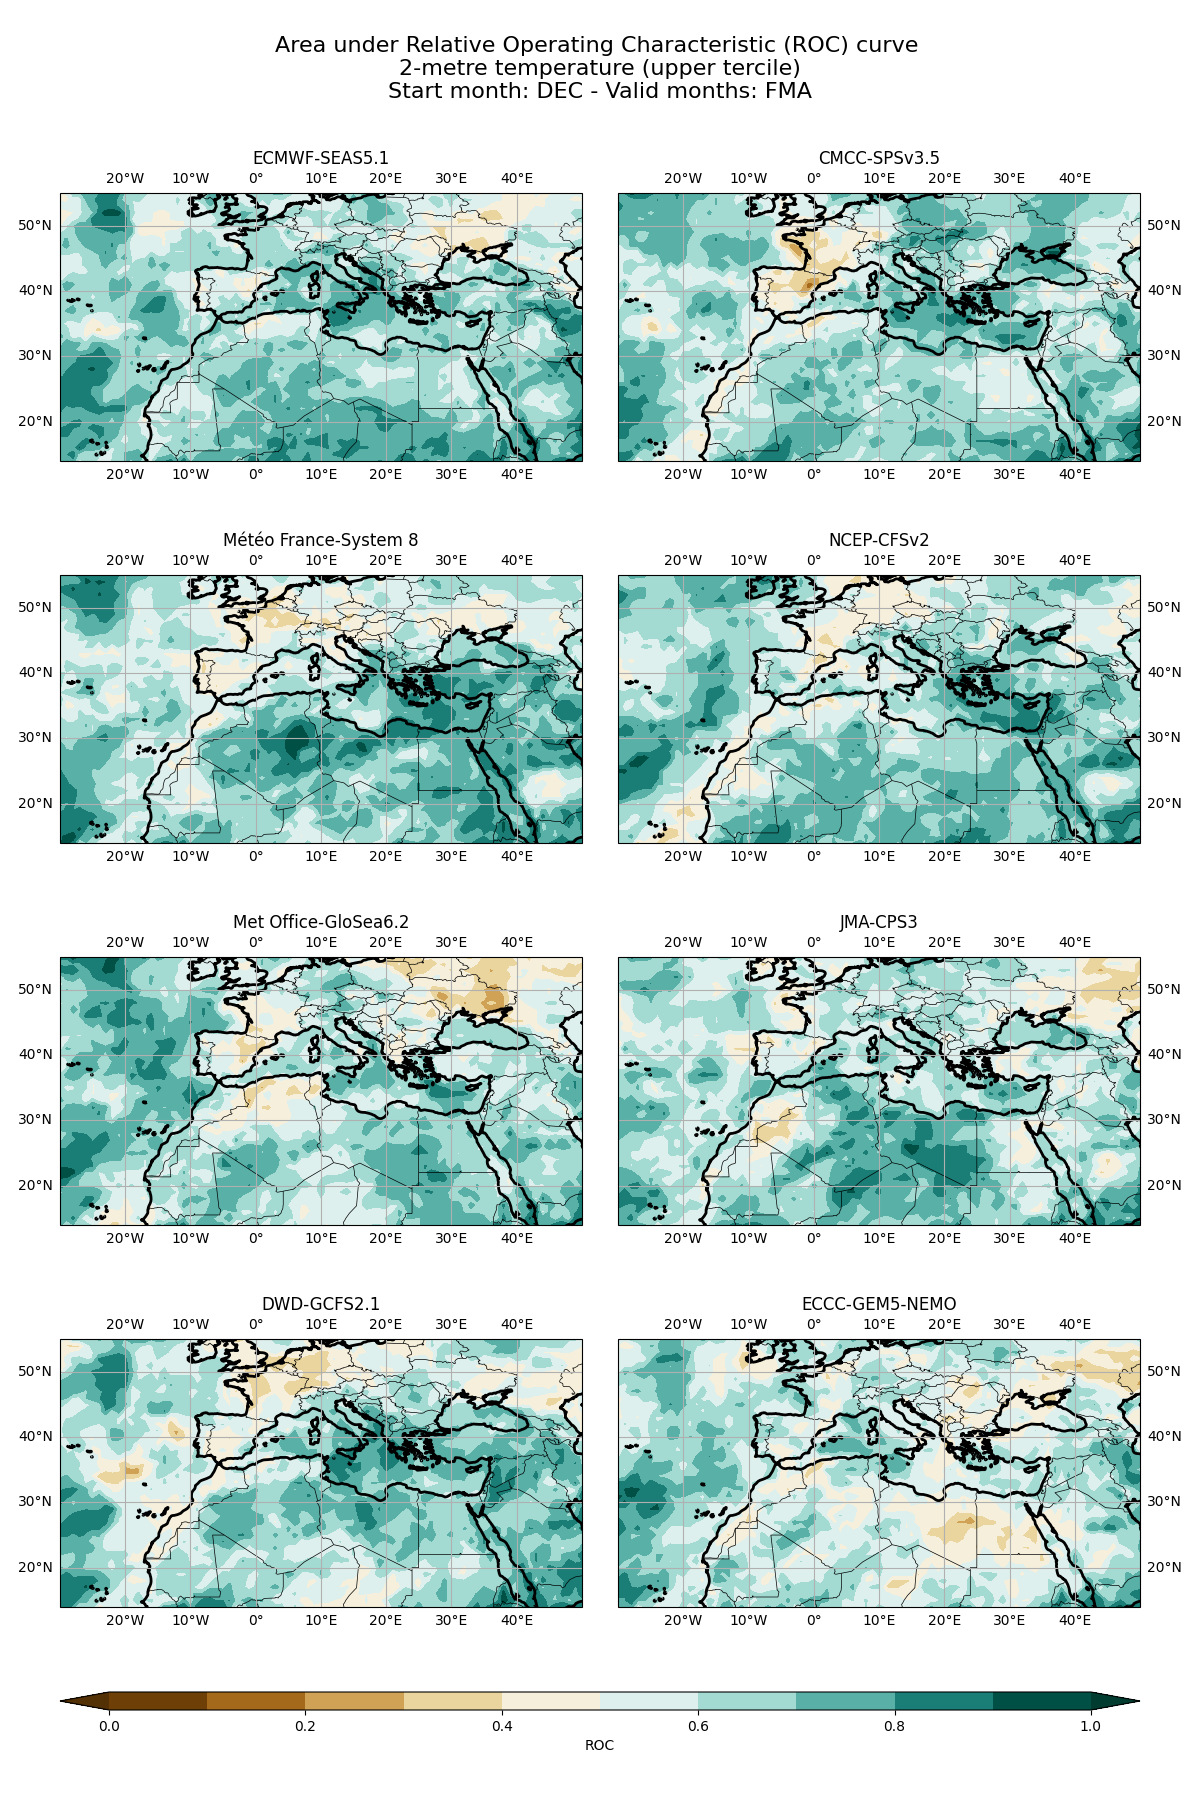 Area under Relative Operating Characteristic (ROC) curve
2-metre temperature (upper tercile)
Start month: DEC - Valid months: FMA
ECMWF-SEAS5.1
20°W 10°W 0° 10°E 20°E 30°E 40°E
50°N
40°N
30°N
20°N
20°W 10°W 0° 10°E 20°E 30°E 40°E
CMCC-SPSv3.5
20°W 10°W 0° 10°E 20°E 30°E 40°E
50°N
40°N
30°N
20°N
20°W 10°W 0° 10°E 20°E 30°E 40°E
Météo France-System 8
20°W 10°W 0° 10°E 20°E 30°E 40°E
50°N
40°N
30°N
20°N
20°W 10°W 0° 10°E 20°E 30°E 40°E
NCEP-CFSv2
20°W 10°W 0° 10°E 20°E 30°E 40°E
50°N
40°N
30°N
20°N
20°W 10°W 0° 10°E 20°E 30°E 40°E
Met Office-GloSea6.2
20°W 10°W 0° 10°E 20°E 30°E 40°E
50°N
40°N
30°N
20°N
20°W 10°W 0° 10°E 20°E 30°E 40°E
JMA-CPS3
20°W 10°W 0° 10°E 20°E 30°E 40°E
50°N
40°N
30°N
20°N
20°W 10°W 0° 10°E 20°E 30°E 40°E
DWD-GCFS2.1
20°W 10°W 0° 10°E 20°E 30°E 40°E
50°N
40°N
30°N
20°N
20°W 10°W 0° 10°E 20°E 30°E 40°E
ECCC-GEM5-NEMO
20°W 10°W 0° 10°E 20°E 30°E 40°E
50°N
40°N
30°N
20°N
20°W 10°W 0° 10°E 20°E 30°E 40°E
0.0 0.2 0.4 0.6 0.8 1.0
ROC